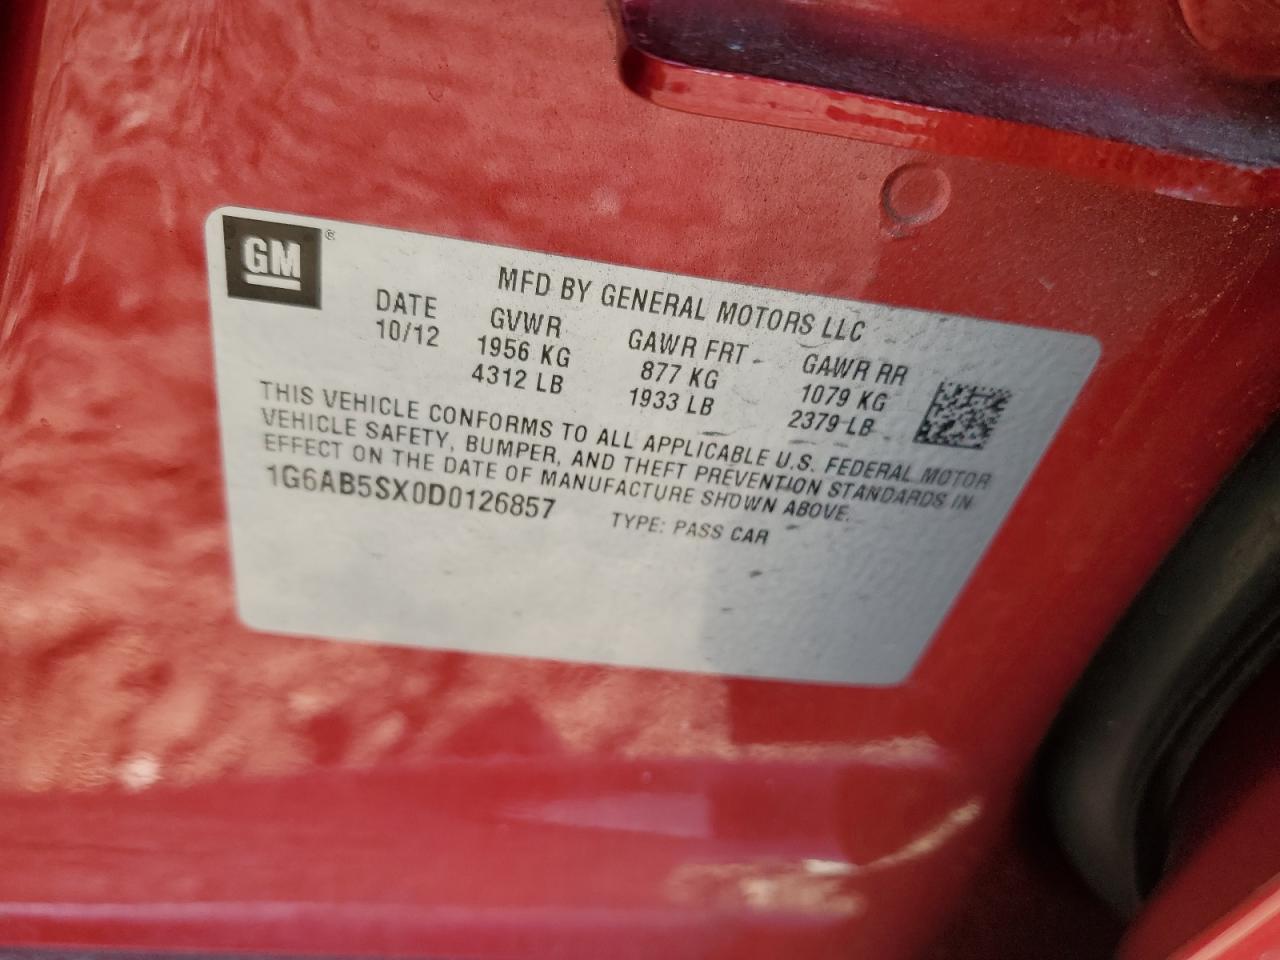 GM ®
MFD BY GENERAL MOTORS LLC
DATE GVWR GAWR FRT GAWR RR
10/12 1956 KG 877 KG 1079 KG
4312 LB 1933 LB 2379 LB
THIS VEHICLE CONFORMS TO ALL APPLICABLE U.S. FEDERAL MOTOR
VEHICLE SAFETY, BUMPER, AND THEFT PREVENTION STANDARDS IN
EFFECT ON THE DATE OF MANUFACTURE SHOWN ABOVE.
1G6AB5SX0D0126857 TYPE: PASS CAR